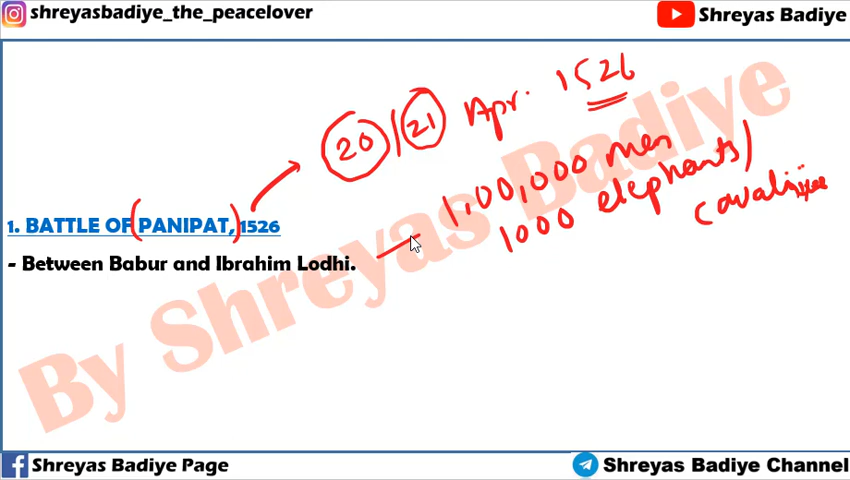 shreyasbadiye_the_peacelover
Shreyas Badiye
20/21 Apr. 1526
1,00,000 men
1000 elephants/
1. BATTLE OF (PANIPAT,) 1526
- Between Babur and Ibrahim Lodhi.
By Shreyas Badiye
Shreyas Badiye Page
Shreyas Badiye Channel